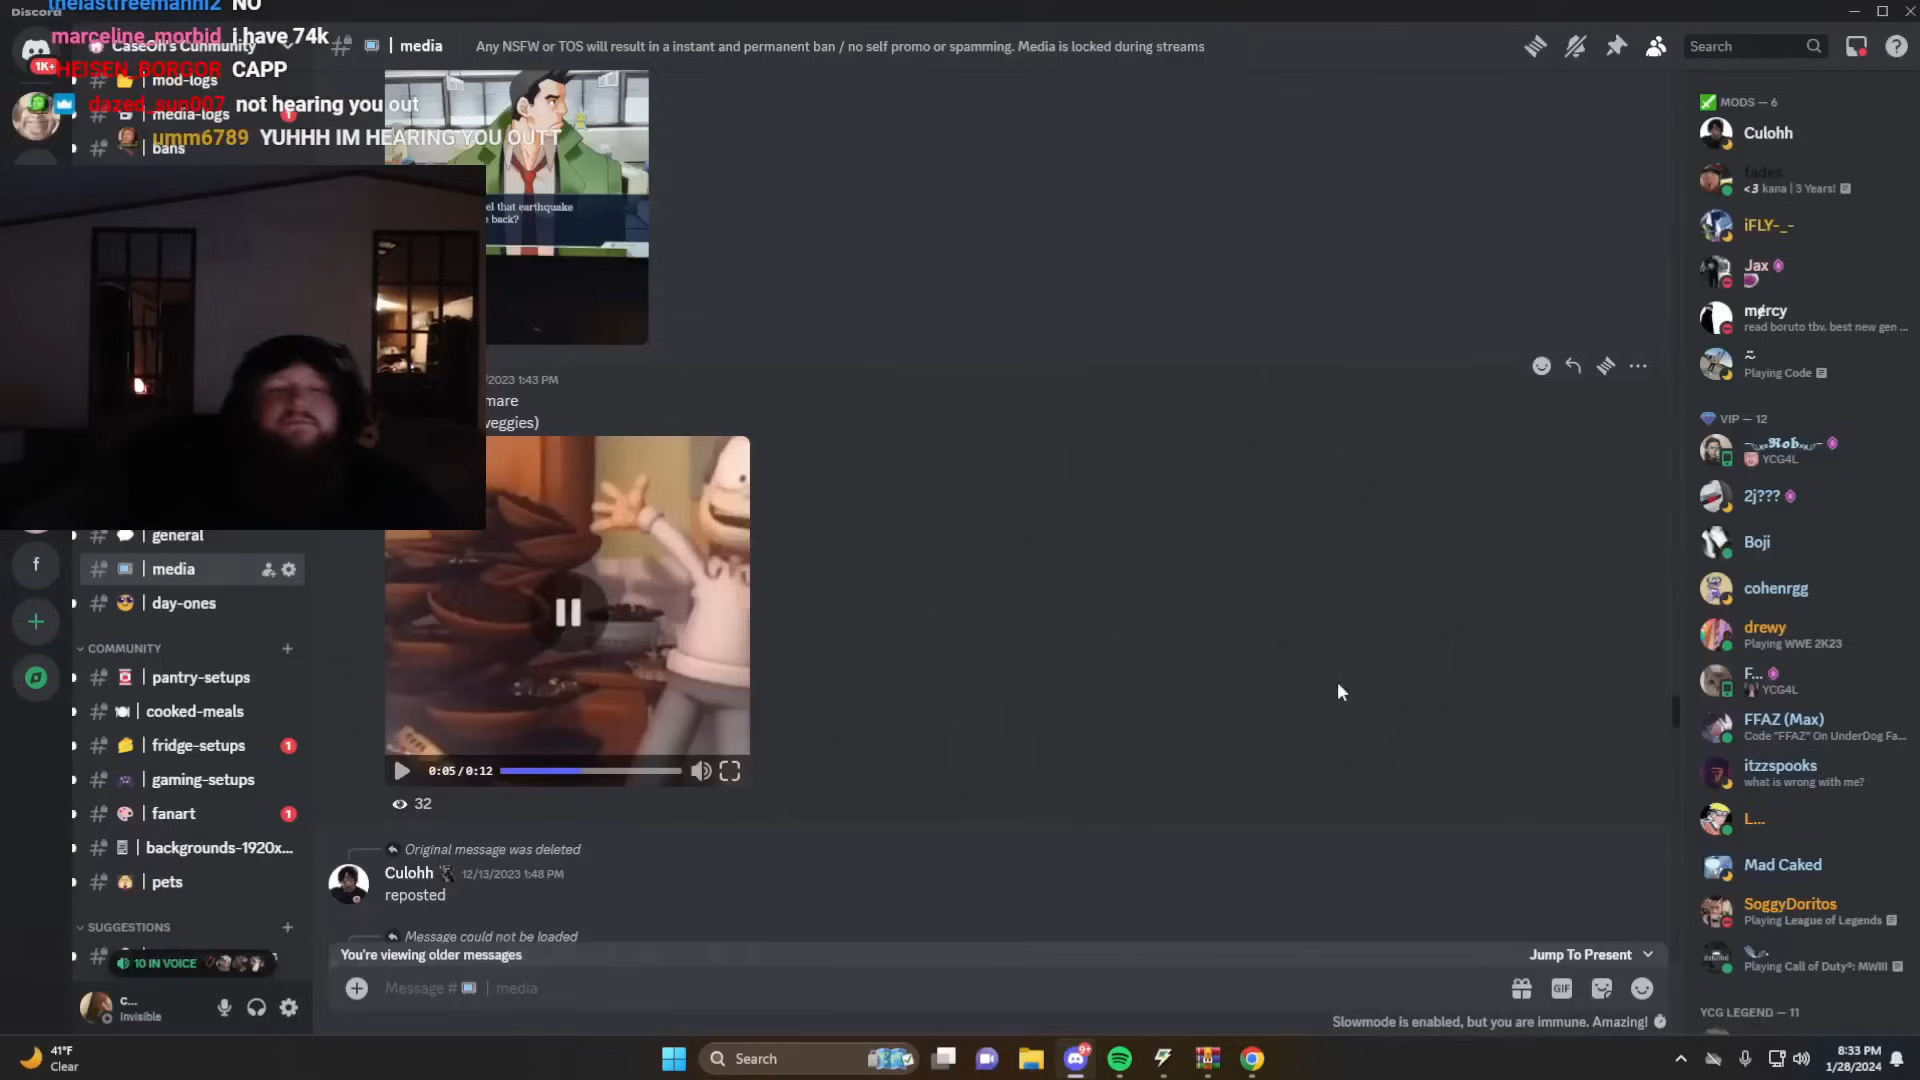 Discord
thelastfreemanni2 NO
marceline_morbid i have 74k
CaseOh's Cunmunity
HEISEN_BORGOR CAPP
1K+
mod-logs
dazed_sun007 not hearing you out
media-logs
umm6789 YUHHH IM HEARING YOU OUTT
bans
general
f
media
day-ones
COMMUNITY
pantry-setups
cooked-meals
fridge-setups 1
gaming-setups
fanart 1
backgrounds-1920x...
pets
SUGGESTIONS
10 IN VOICE
c...
Invisible
media
Any NSFW or TOS will result in a instant and permanent ban / no self promo or spamming. Media is locked during streams
Search
el that earthquake
back?
2023 1:43 PM
mare
veggies)
0:05/0:12
32
Original message was deleted
Culohh 12/13/2023 1:48 PM
reposted
Message could not be loaded
You're viewing older messages
Jump To Present
Message # | media
GIF
Slowmode is enabled, but you are immune. Amazing!
MODS — 6
Culohh
fades
<3 kana | 3 Years!
iFLY-_-
Jax
mercy
read boruto tbv. best new gen ...
~
Playing Code
VIP — 12
Rob
YCG4L
2j???
Boji
cohenrgg
drewy
Playing WWE 2K23
F...
YCG4L
FFAZ (Max)
Code "FFAZ" On UnderDog Fa...
itzzspooks
what is wrong with me?
L...
Mad Caked
SoggyDoritos
Playing League of Legends
Playing Call of Duty®: MWIII
YCG LEGEND — 11
41°F
Clear
Search
9+
8:33 PM
1/28/2024